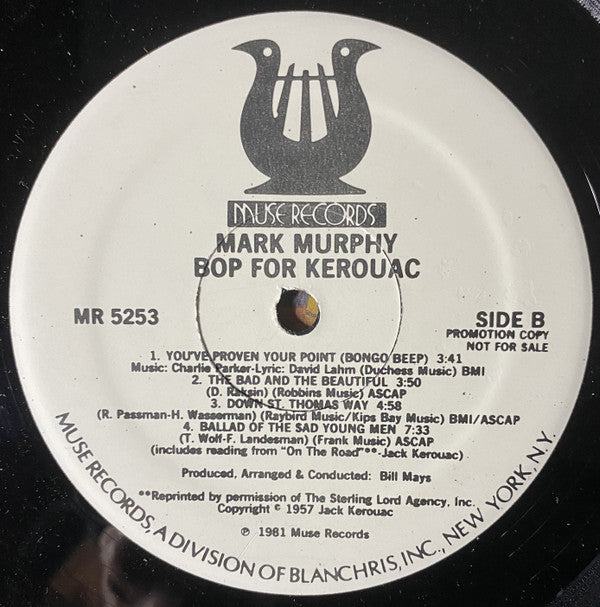 MUSE RECORDS
MARK MURPHY
BOP FOR KEROUAC
MR 5253
SIDE B
PROMOTION COPY
NOT FOR SALE
1. YOU'VE PROVEN YOUR POINT (BONGO BEEP) 3:41
Music: Charlie Parker-Lyric: David Lahm (Duchess Music) BMI
2. THE BAD AND THE BEAUTIFUL 3:50
(D. Raksin) (Robbins Music) ASCAP
3. DOWN ST. THOMAS WAY 4:58
(R. Passman-H. Wasserman) (Raybird Music/Kips Bay Music) BMI/ASCAP
4. BALLAD OF THE SAD YOUNG MEN 7:33
(T. Wolf-F. Landesman) (Frank Music) ASCAP
(includes reading from "On The Road"**-Jack Kerouac)
Produced, Arranged & Conducted: Bill Mays
**Reprinted by permission of The Sterling Lord Agency, Inc.
Copyright © 1957 Jack Kerouac
℗ 1981 Muse Records
MUSE RECORDS, A DIVISION OF BLANCHRIS, INC., NEW YORK, N.Y.